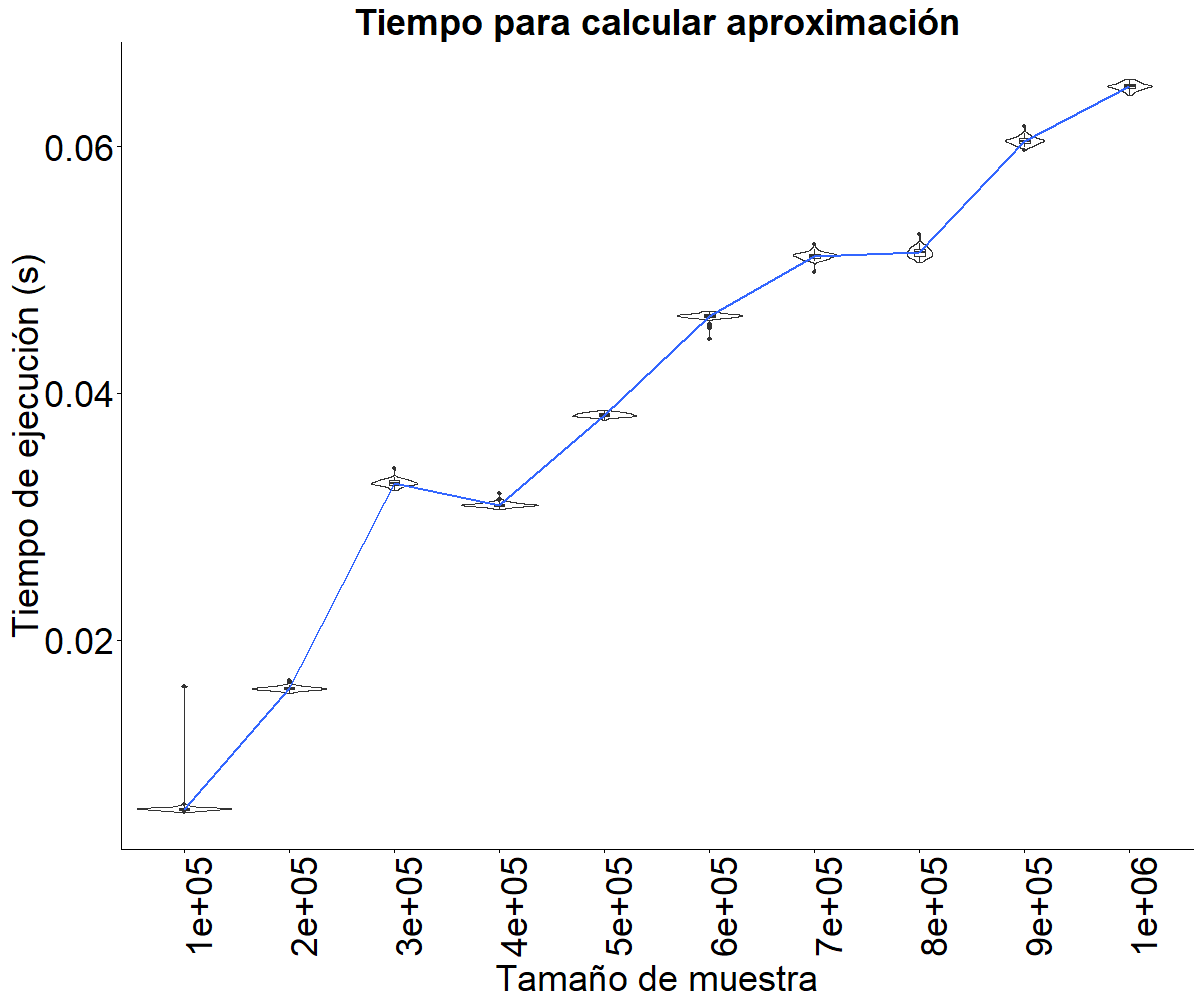 Tiempo para calcular aproximación
Tiempo de ejecución (s)
0.06
0.04
0.02
1e+05
2e+05
3e+05
4e+05
5e+05
6e+05
7e+05
8e+05
9e+05
1e+06
Tamaño de muestra